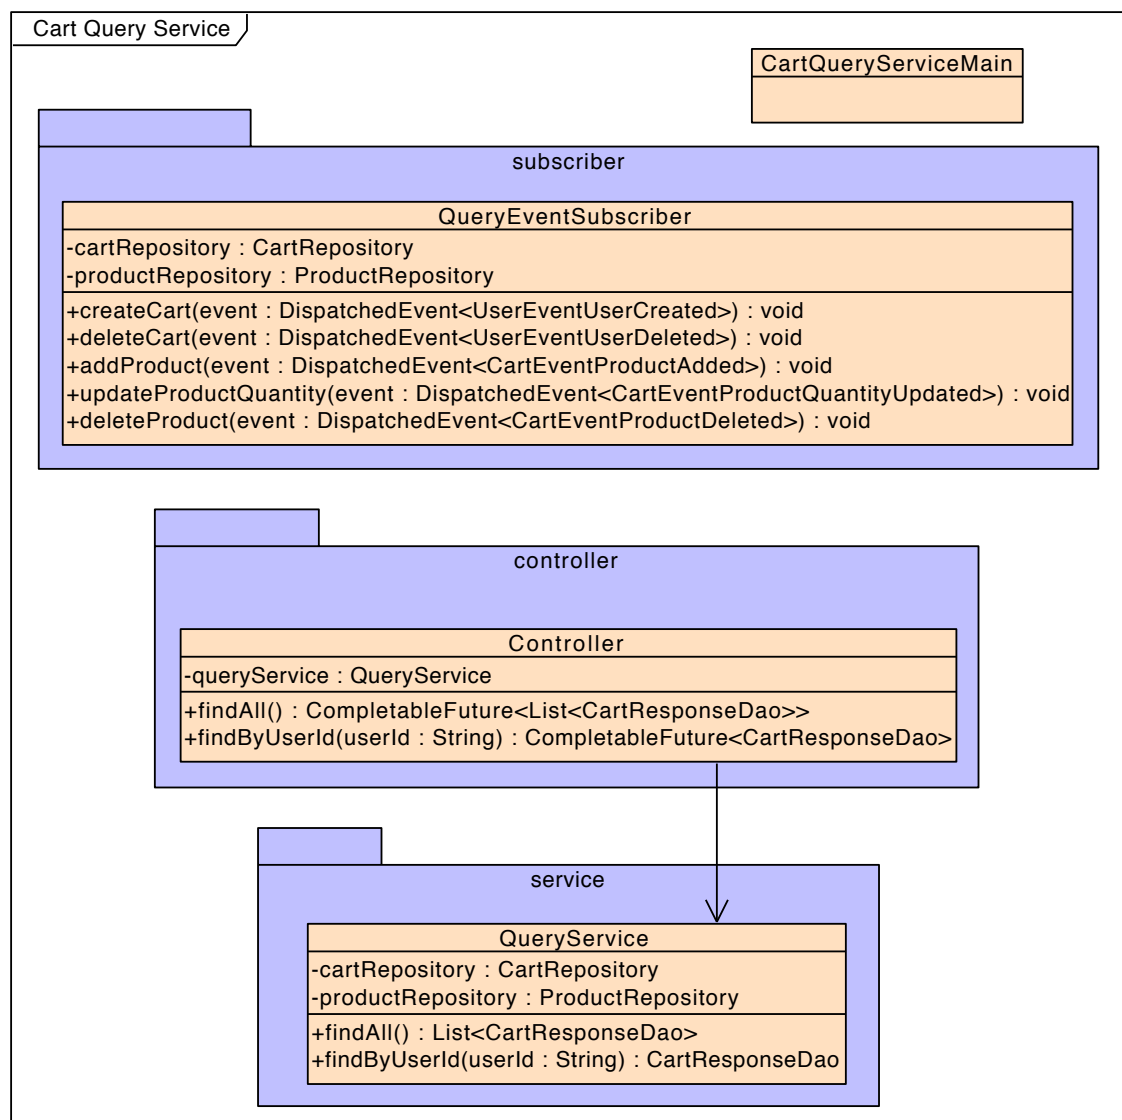 Cart Query Service
CartQueryServiceMain
subscriber
QueryEventSubscriber
-cartRepository : CartRepository
-productRepository : ProductRepository
+createCart(event : DispatchedEvent<UserEventUserCreated>) : void
+deleteCart(event : DispatchedEvent<UserEventUserDeleted>) : void
+addProduct(event : DispatchedEvent<CartEventProductAdded>) : void
+updateProductQuantity(event : DispatchedEvent<CartEventProductQuantityUpdated>) : void
+deleteProduct(event : DispatchedEvent<CartEventProductDeleted>) : void
controller
Controller
-queryService : QueryService
+findAll() : CompletableFuture<List<CartResponseDao>>
+findByUserId(userId : String) : CompletableFuture<CartResponseDao>
service
QueryService
-cartRepository : CartRepository
-productRepository : ProductRepository
+findAll() : List<CartResponseDao>
+findByUserId(userId : String) : CartResponseDao